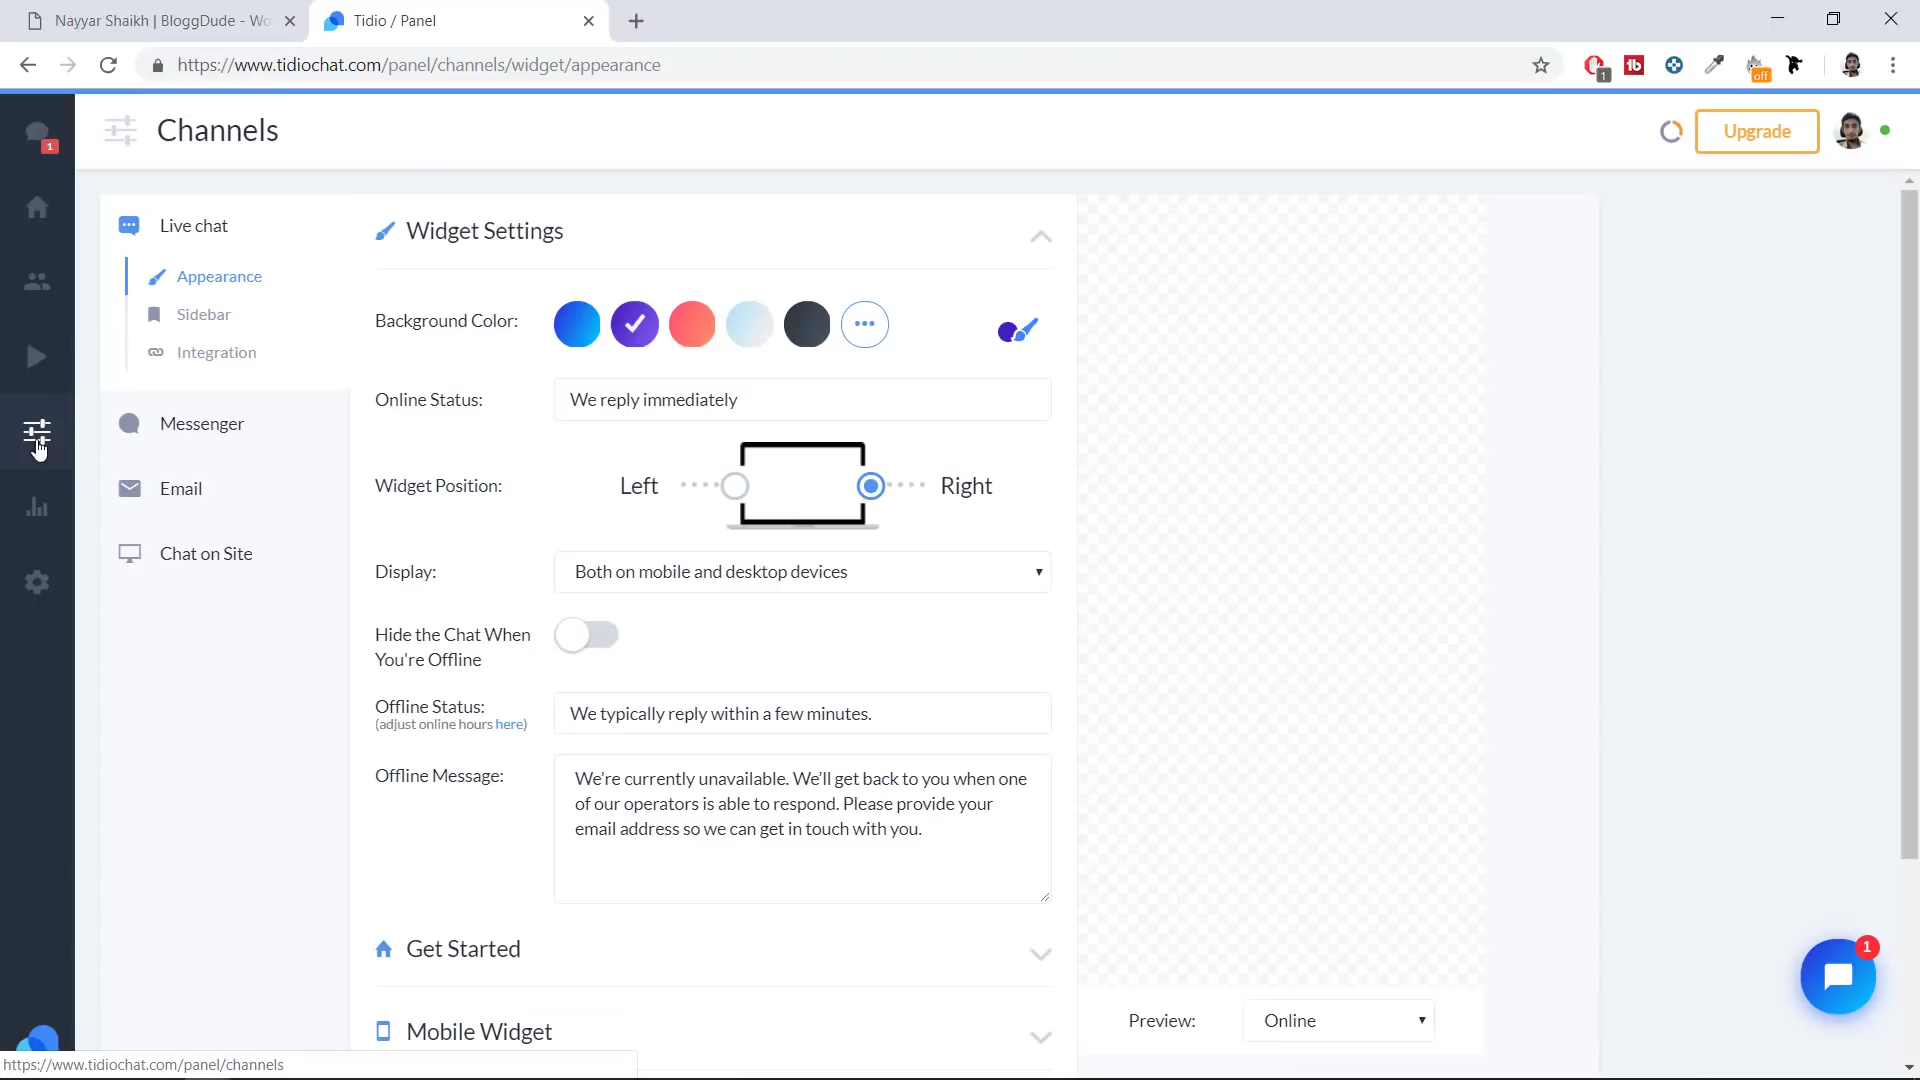 Nayyar Shaikh | BloggDude - Wo
Tidio / Panel
https://www.tidiochat.com/panel/channels/widget/appearance
1
off
1
Channels
Upgrade
Live chat
Appearance
Sidebar
Integration
Messenger
Email
Chat on Site
Widget Settings
Background Color:
Online Status:
We reply immediately
Widget Position:
Left
Right
Display:
Both on mobile and desktop devices
Hide the Chat When
You're Offline
Offline Status:
(adjust online hours here)
We typically reply within a few minutes.
Offline Message:
We’re currently unavailable. We’ll get back to you when one
of our operators is able to respond. Please provide your
email address so we can get in touch with you.
Get Started
Mobile Widget
Preview:
Online
1
https://www.tidiochat.com/panel/channels